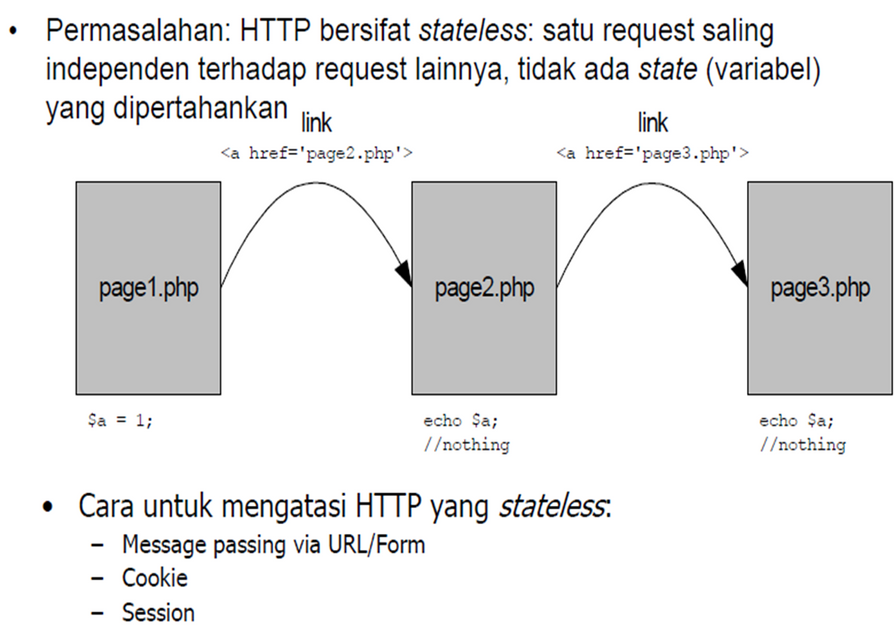 • Permasalahan: HTTP bersifat stateless: satu request saling
independen terhadap request lainnya, tidak ada state (variabel)
yang dipertahankan
link
link
<a href='page2.php'>
<a href='page3.php'>
page1.php
page2.php
page3.php
$a = 1;
echo $a;
//nothing
echo $a;
//nothing
• Cara untuk mengatasi HTTP yang stateless:
– Message passing via URL/Form
– Cookie
– Session